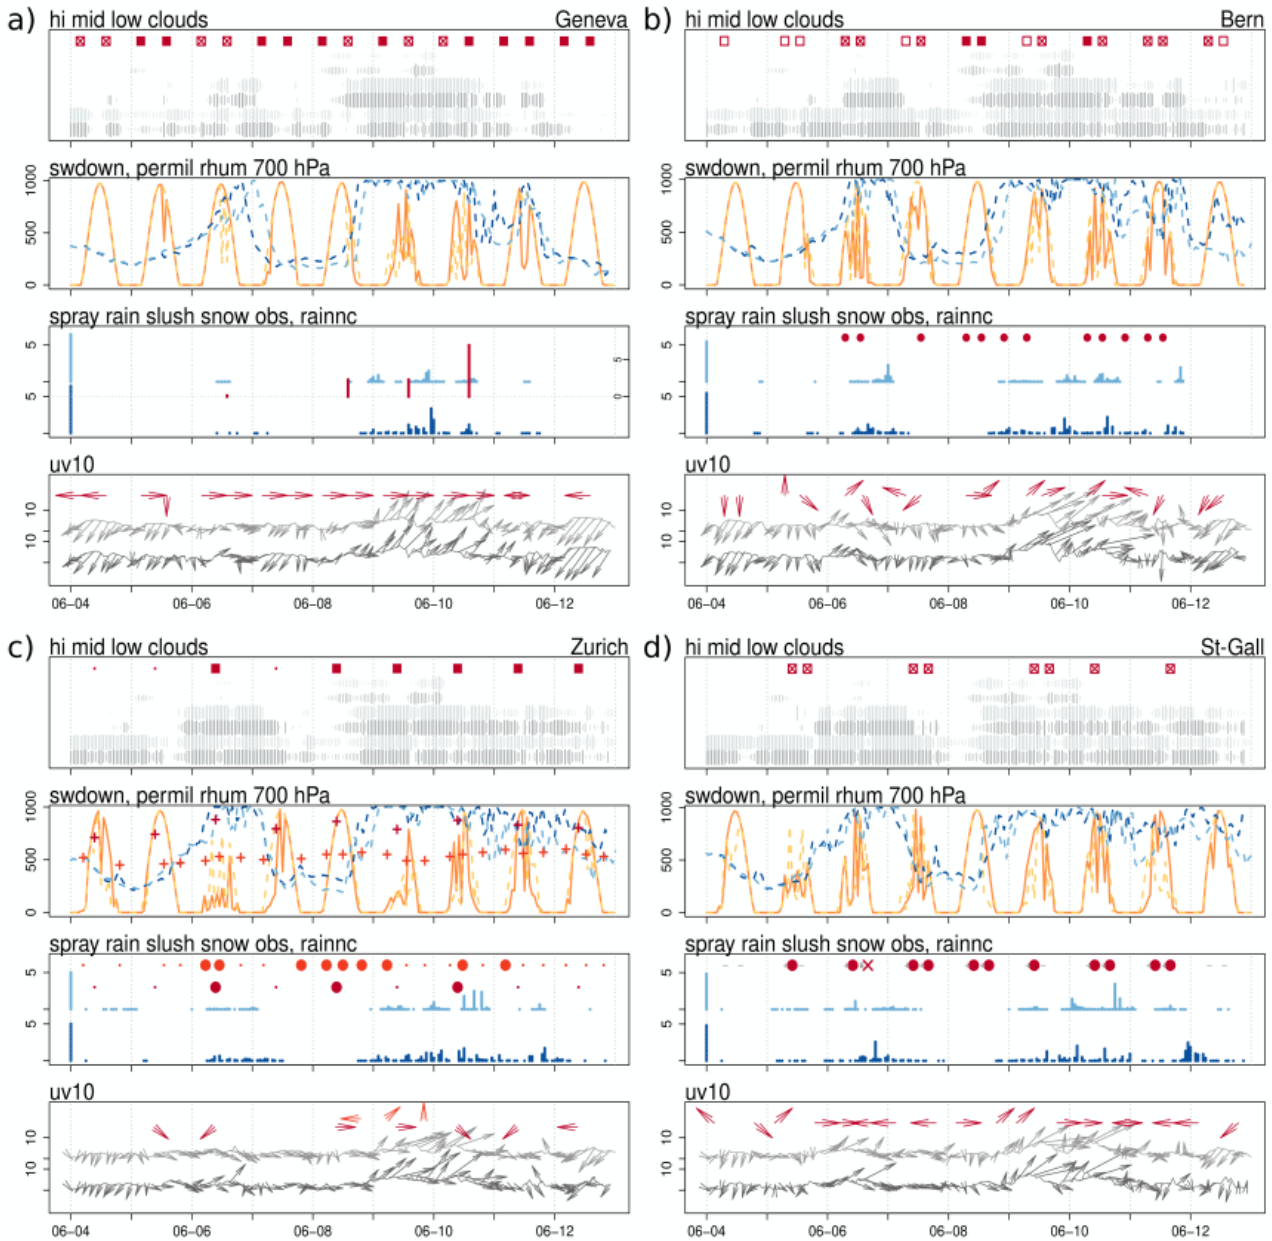 a) hi mid low clouds Geneva
swdown, permil rhum 700 hPa
1000
500
0
spray rain slush snow obs, rainnc
5
5
5
0
uv10
10
10
06-04 06-06 06-08 06-10 06-12
b) hi mid low clouds Bern
swdown, permil rhum 700 hPa
1000
500
0
spray rain slush snow obs, rainnc
5
5
uv10
10
10
06-04 06-06 06-08 06-10 06-12
c) hi mid low clouds Zurich
swdown, permil rhum 700 hPa
1000
500
0
spray rain slush snow obs, rainnc
5
5
uv10
10
10
06-04 06-06 06-08 06-10 06-12
d) hi mid low clouds St-Gall
swdown, permil rhum 700 hPa
1000
500
0
spray rain slush snow obs, rainnc
5
5
uv10
10
10
06-04 06-06 06-08 06-10 06-12